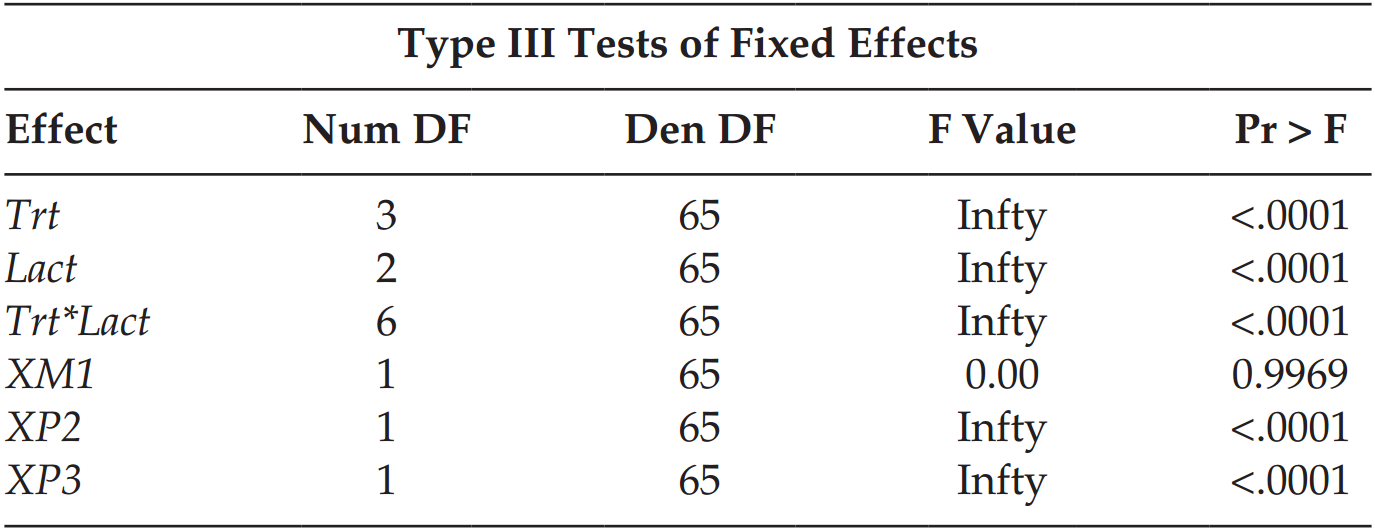 Type III Tests of Fixed Effects
Effect Num DF Den DF F Value Pr > F
Trt 3 65 Infty <.0001
Lact 2 65 Infty <.0001
Trt*Lact 6 65 Infty <.0001
XM1 1 65 0.00 0.9969
XP2 1 65 Infty <.0001
XP3 1 65 Infty <.0001